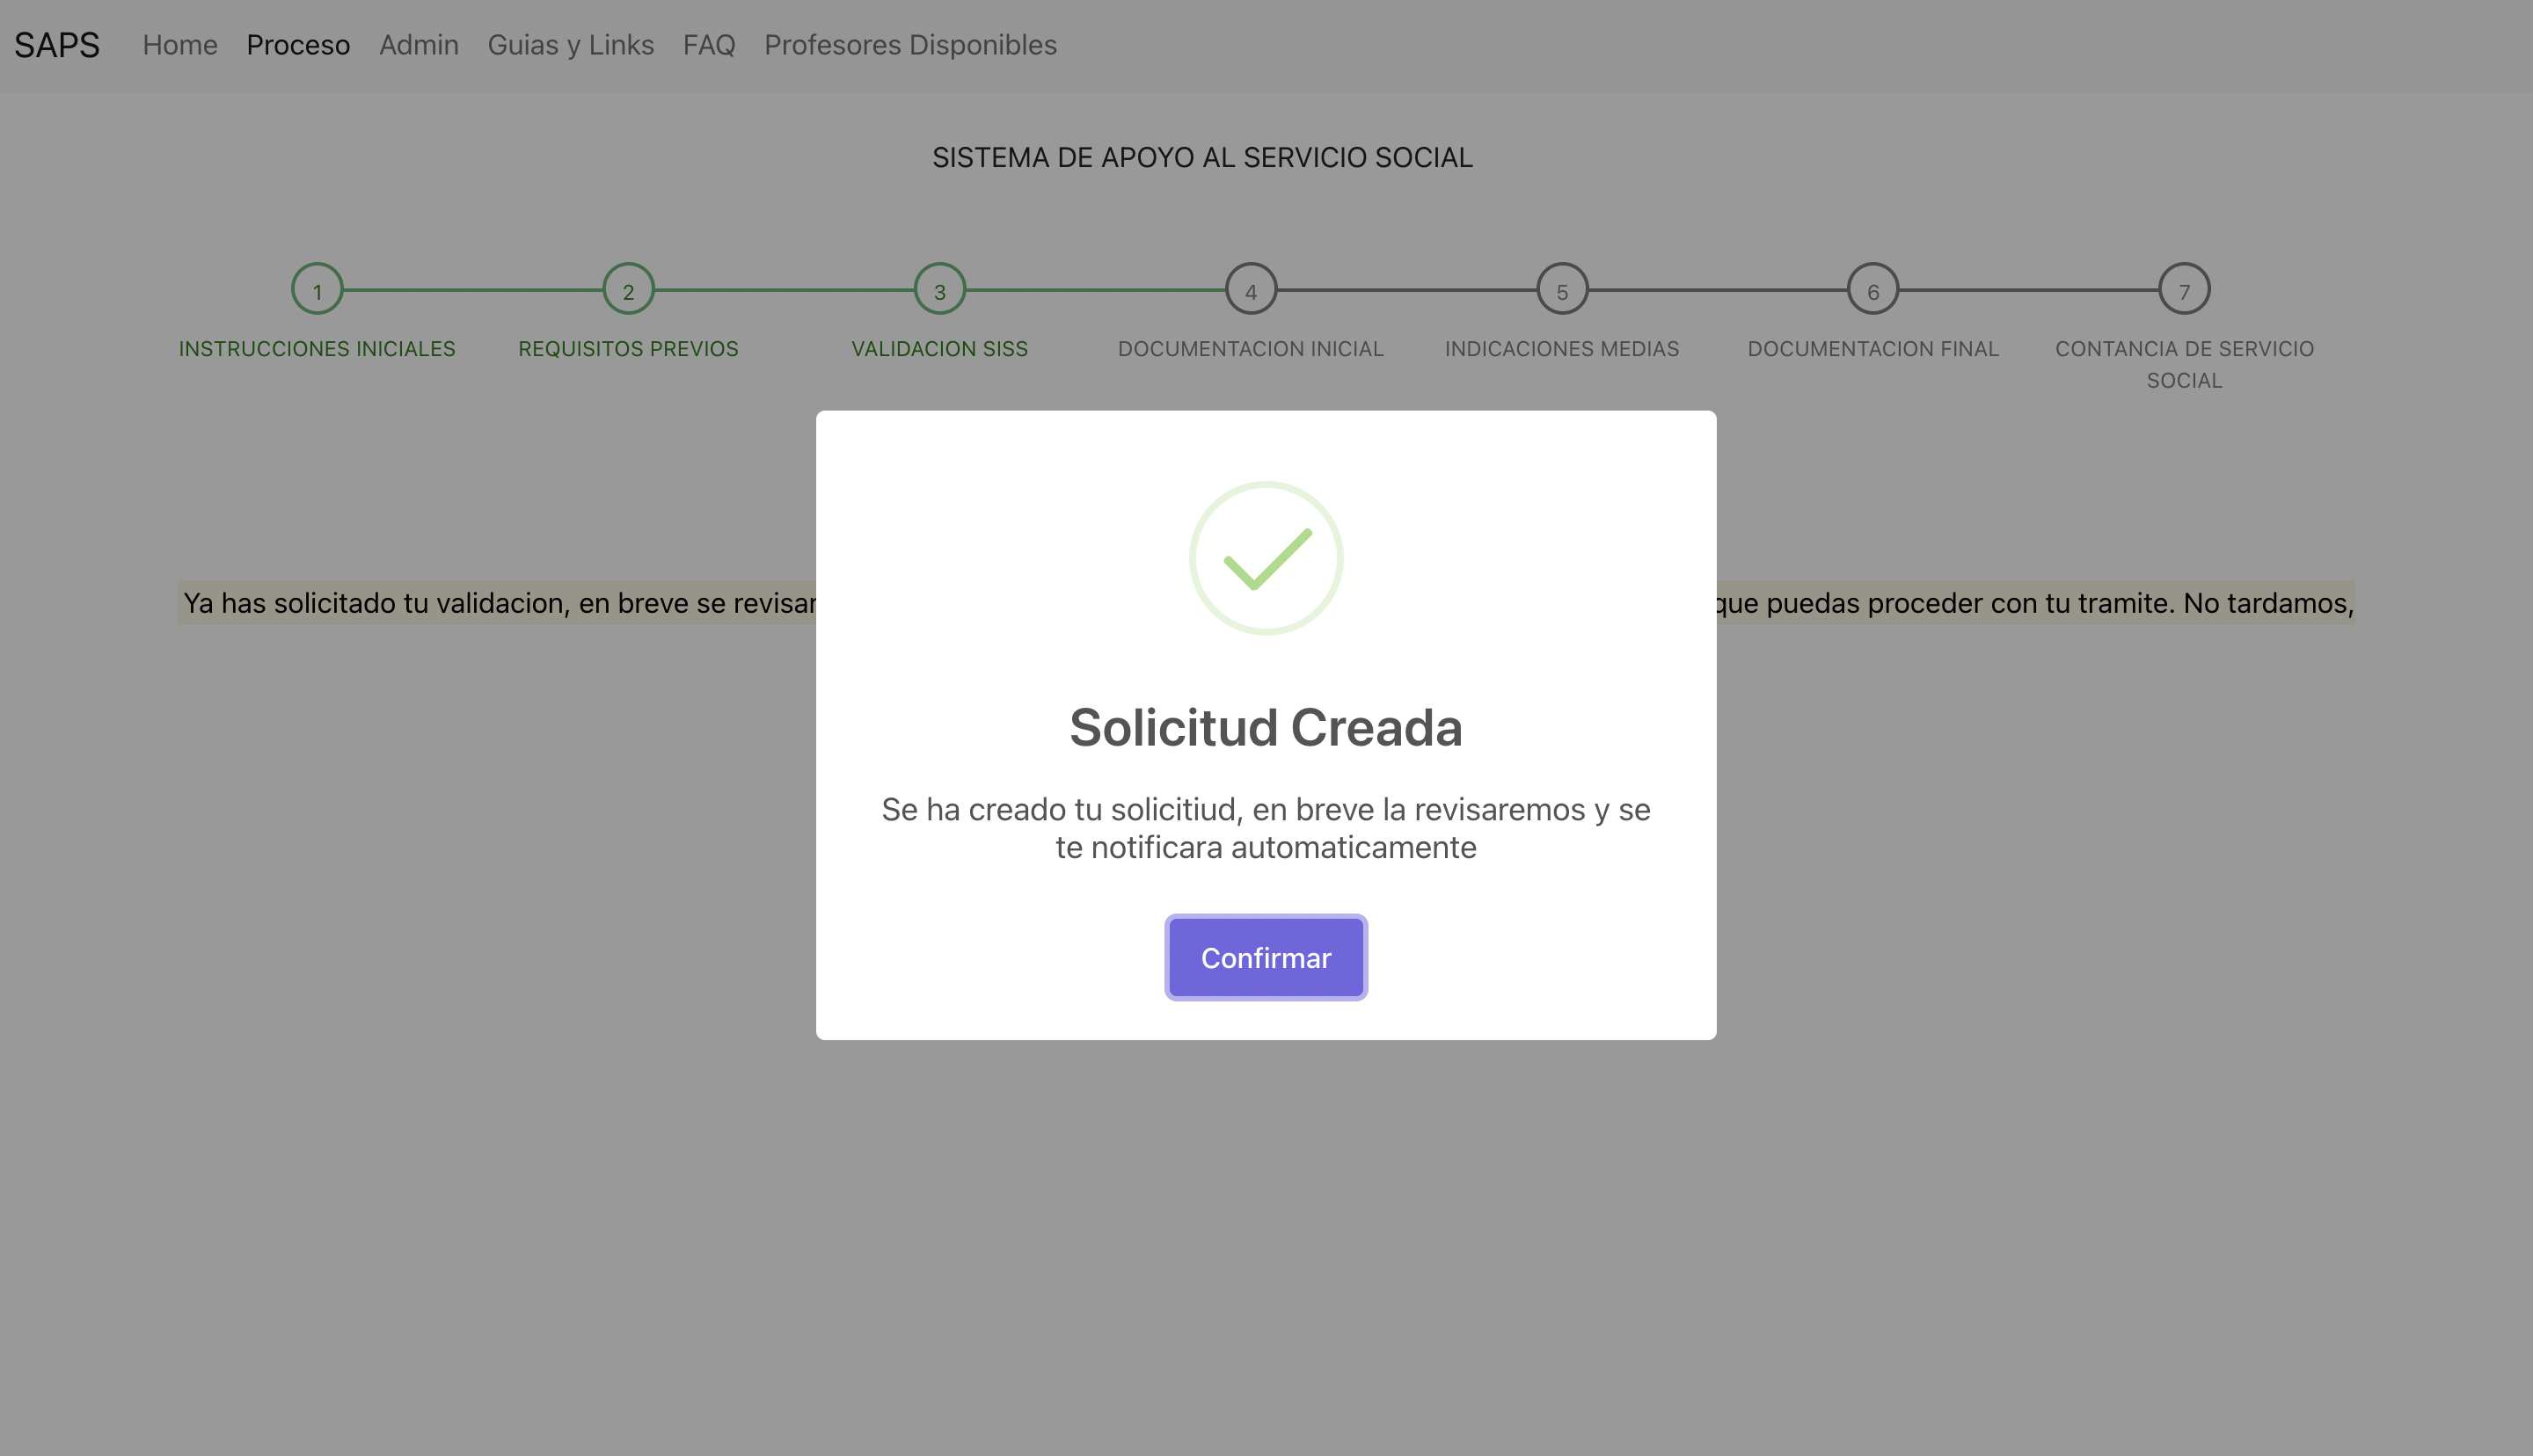 SAPS Home Proceso Admin Guias y Links FAQ Profesores Disponibles
SISTEMA DE APOYO AL SERVICIO SOCIAL
1 2 3 4 5 6 7
INSTRUCCIONES INICIALES REQUISITOS PREVIOS VALIDACION SISS DOCUMENTACION INICIAL INDICACIONES MEDIAS DOCUMENTACION FINAL CONTANCIA DE SERVICIO
SOCIAL
Ya has solicitado tu validacion, en breve se que puedas proceder con tu tramite. No tardamos,
Solicitud Creada
Se ha creado tu solicitiud, en breve la revisaremos y se
te notificara automaticamente
Confirmar